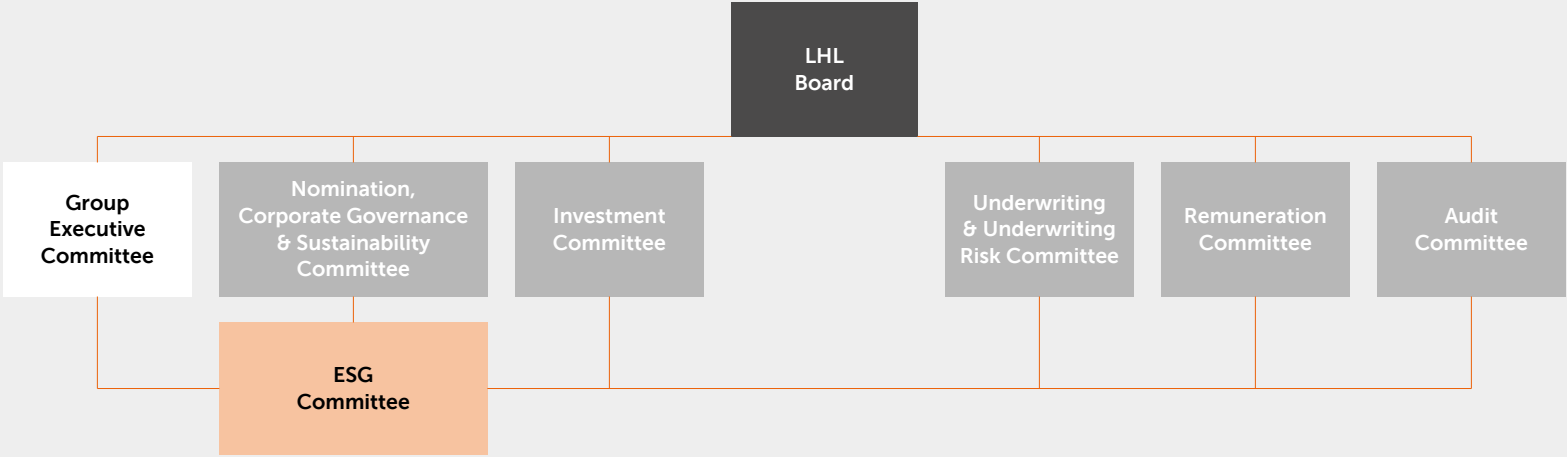 LHL
Board
Group
Executive
Committee
Nomination,
Corporate Governance
& Sustainability
Committee
Investment
Committee
Underwriting
& Underwriting
Risk Committee
Remuneration
Committee
Audit
Committee
ESG
Committee